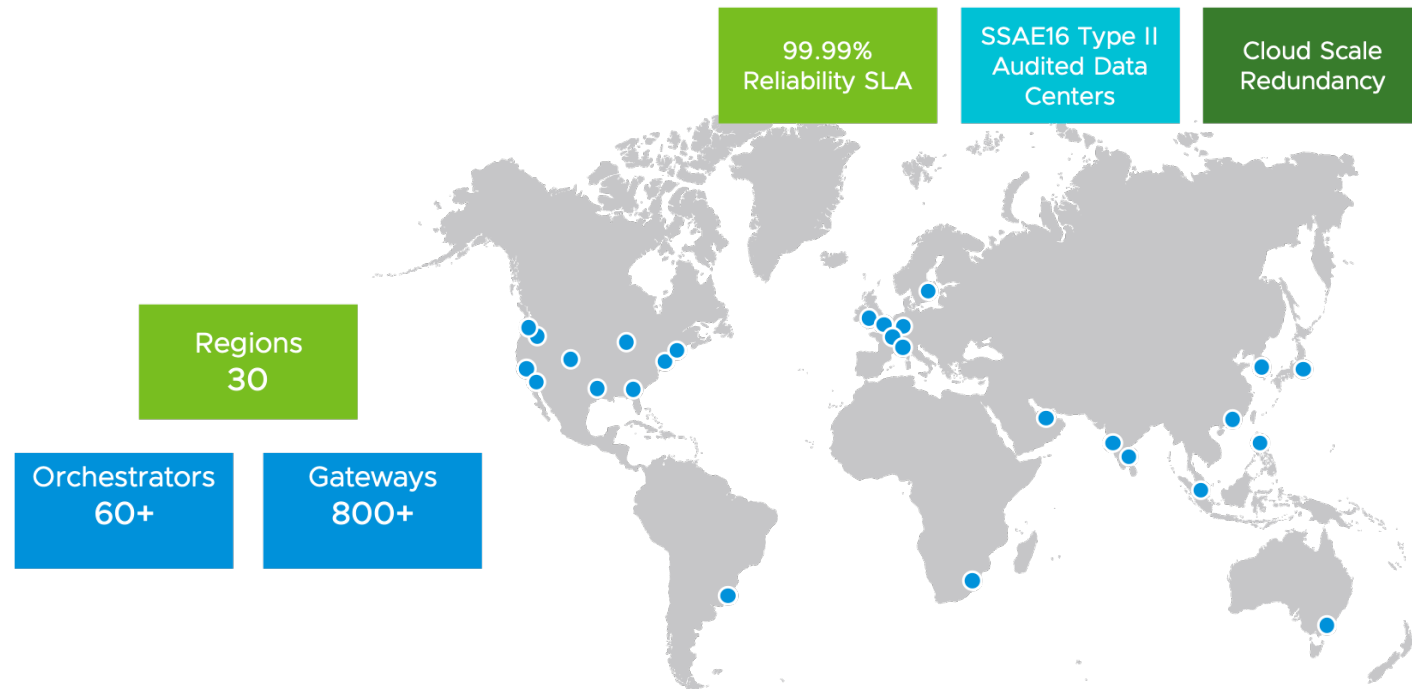 99.99%
Reliability SLA
SSAE16 Type II
Audited Data
Centers
Cloud Scale
Redundancy
Regions
30
Orchestrators
60+
Gateways
800+